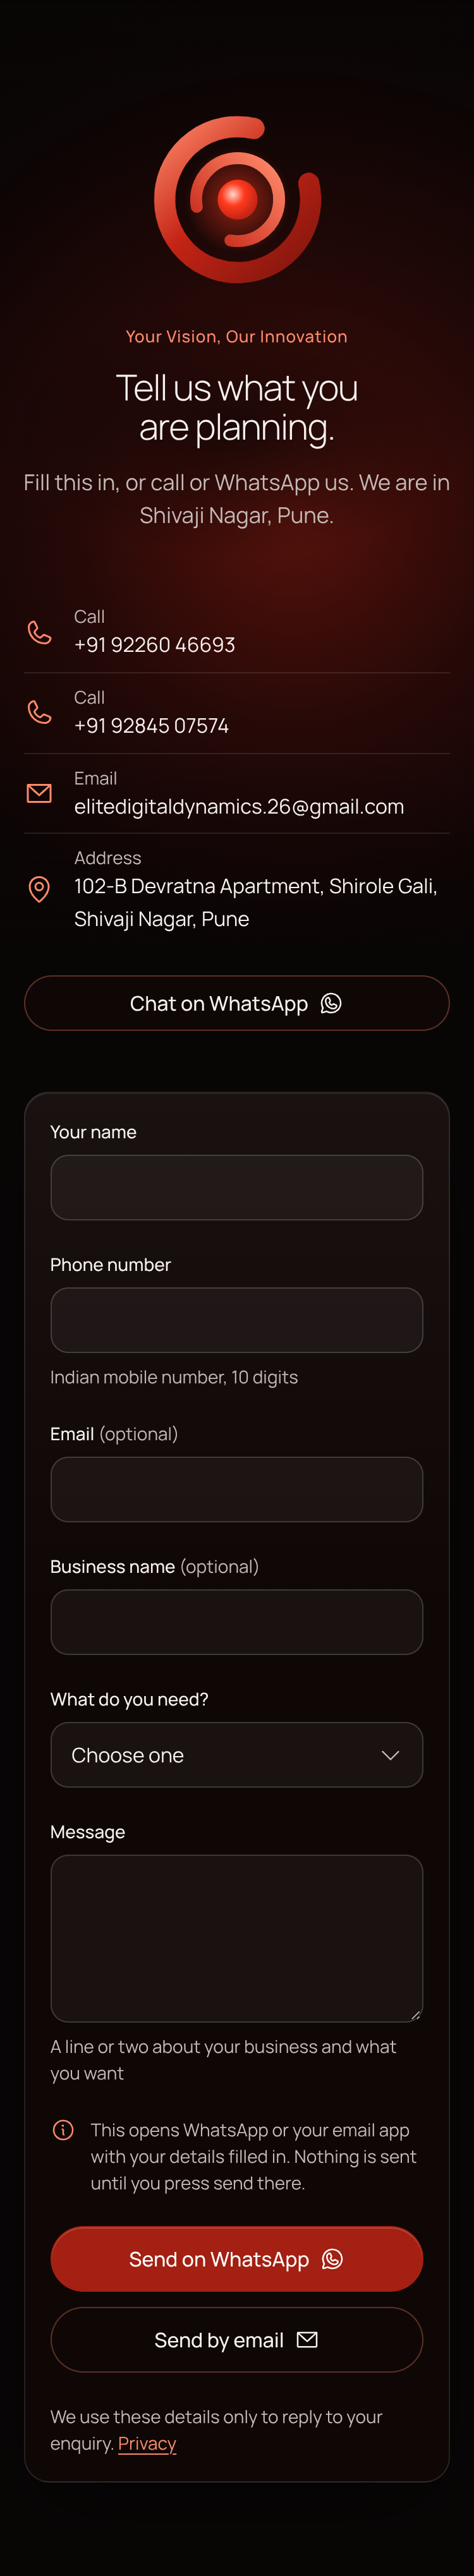 Your Vision, Our Innovation
Tell us what you
are planning.
Fill this in, or call or WhatsApp us. We are in
Shivaji Nagar, Pune.
Call
+91 92260 46693
Call
+91 92845 07574
Email
elitedigitaldynamics.26@gmail.com
Address
102-B Devratna Apartment, Shirole Gali,
Shivaji Nagar, Pune
Chat on WhatsApp
Your name
Phone number
Indian mobile number, 10 digits
Email (optional)
Business name (optional)
What do you need?
Choose one
Message
A line or two about your business and what
you want
This opens WhatsApp or your email app
with your details filled in. Nothing is sent
until you press send there.
Send on WhatsApp
Send by email
We use these details only to reply to your
enquiry. Privacy